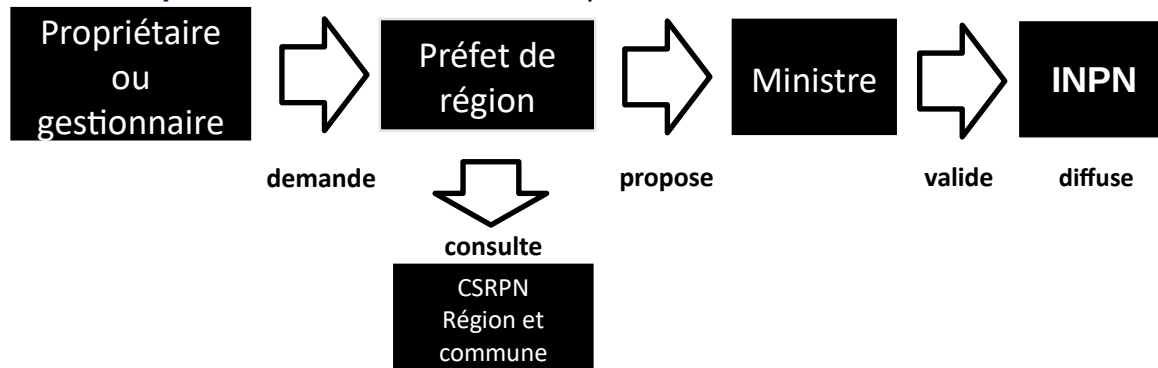 Propriétaire
ou
gestionnaire
Préfet de
région
Ministre
INPN
demande
propose
valide
diffuse
consulte
CSRPN
Région et
commune